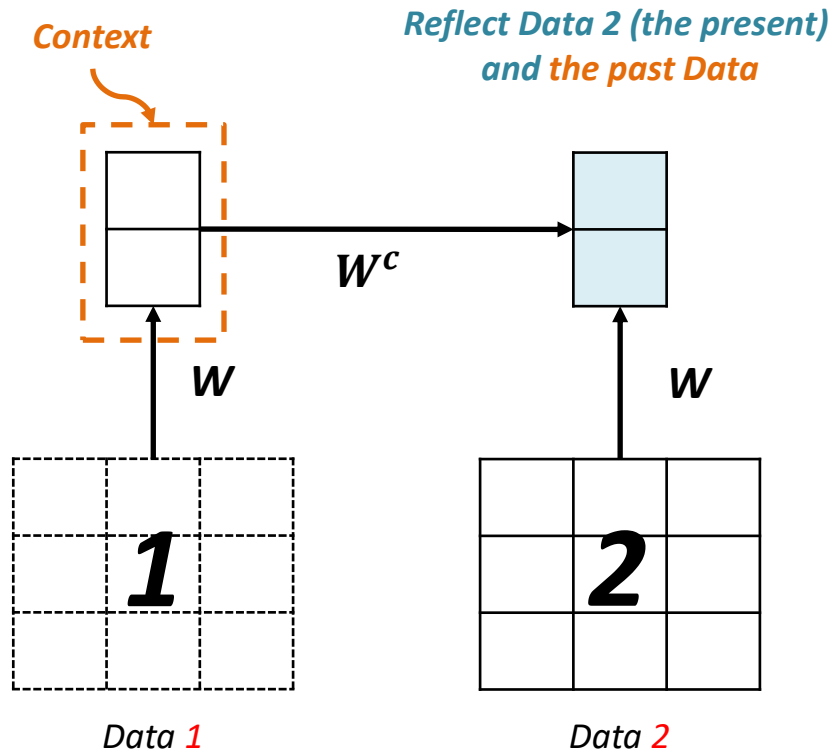 Context
Reflect Data 2 (the present)
and the past Data
W^c
W
W
1
2
Data 1
Data 2